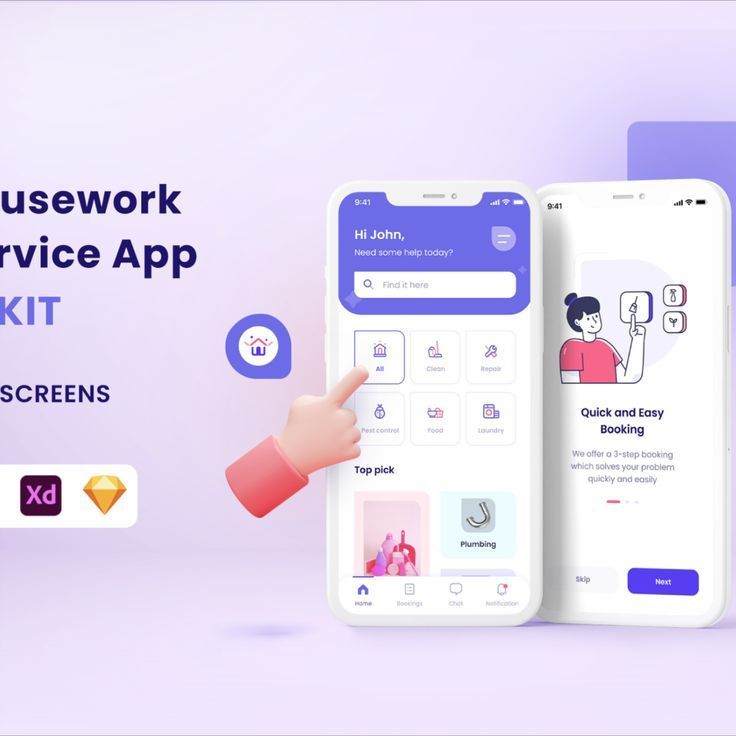 usework
rvice App
KIT
SCREENS
Xd
9:41
Hi John,
Need some help today?
Find it here
All
Clean
Repair
Pest control
Food
Laundry
Top pick
Plumbing
Home
Bookings
Chat
Notification
9:41
Quick and Easy
Booking
We offer a 3-step booking
which solves your problem
quickly and easily
Skip
Next